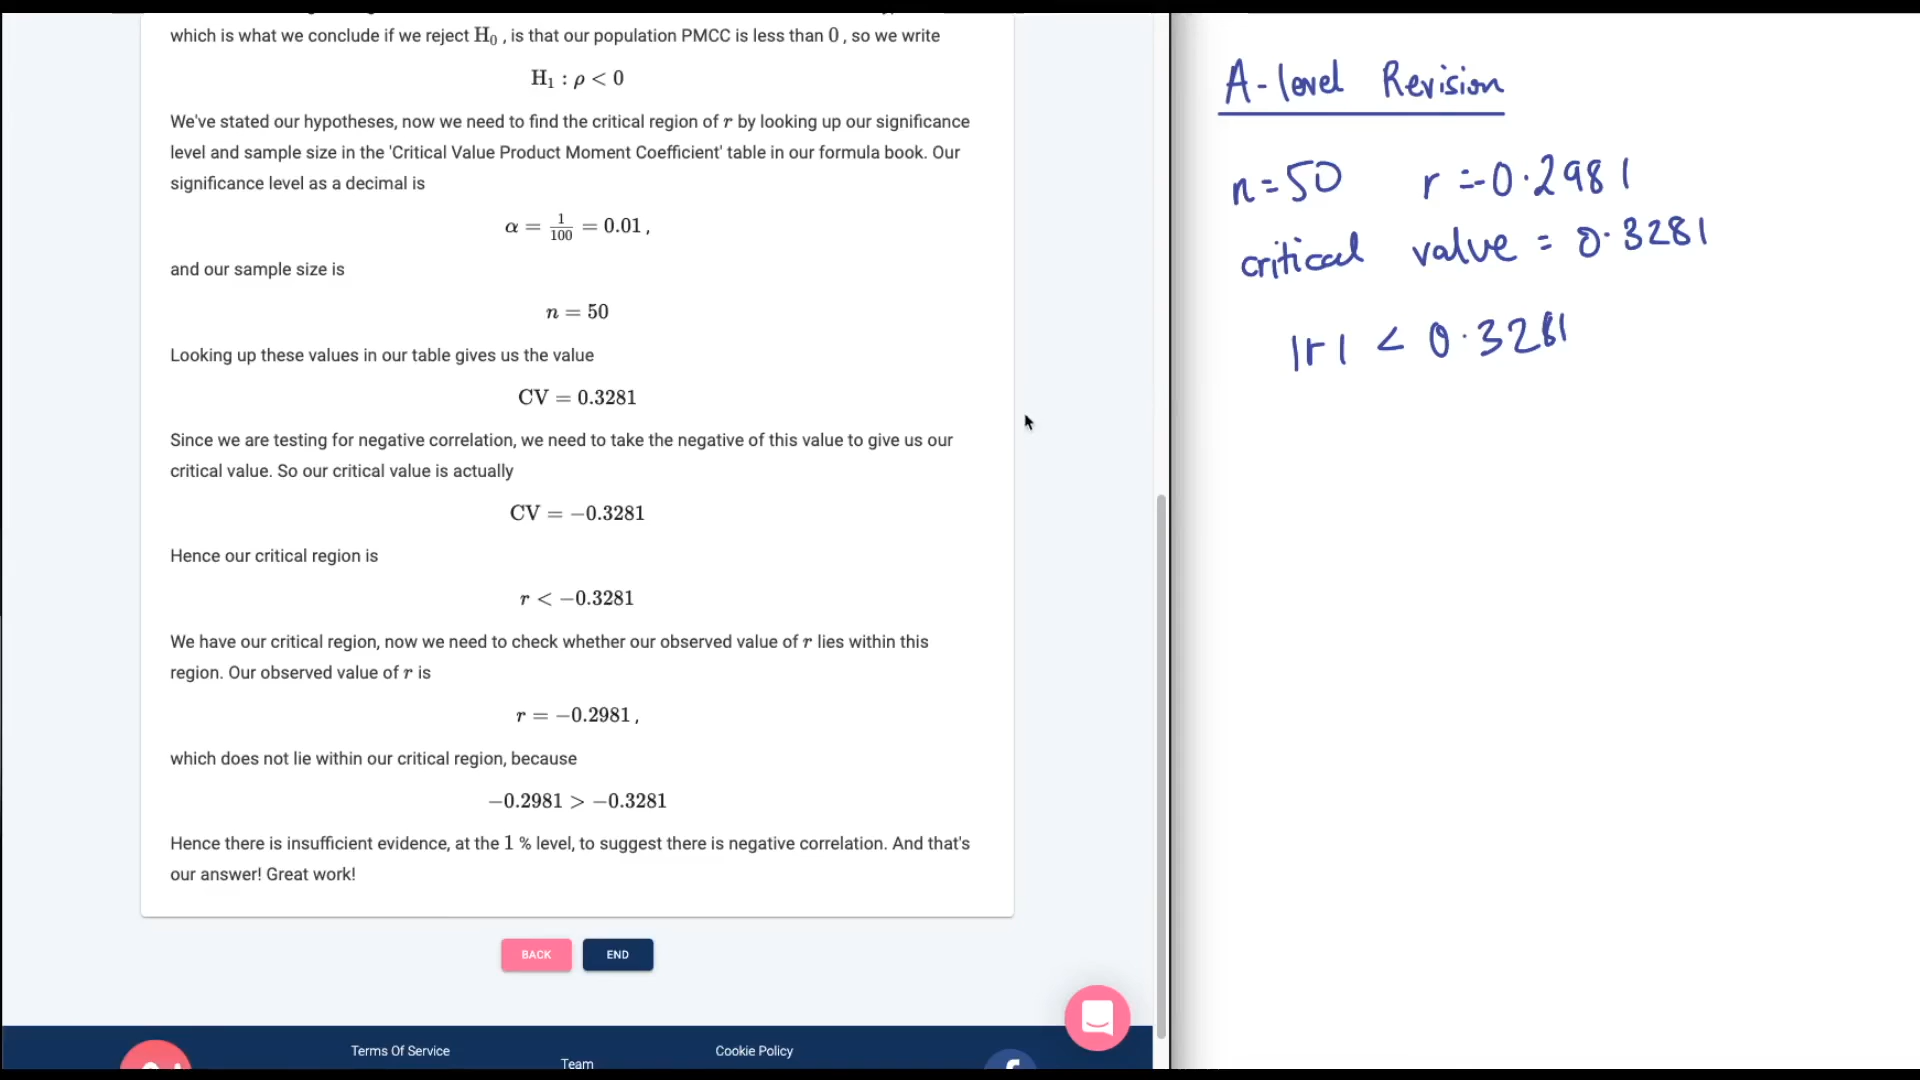 which is what we conclude if we reject H₀ , is that our population PMCC is less than 0 , so we write
H₁ : ρ < 0
We've stated our hypotheses, now we need to find the critical region of r by looking up our significance
level and sample size in the 'Critical Value Product Moment Coefficient' table in our formula book. Our
significance level as a decimal is
α = 1/100 = 0.01 ,
and our sample size is
n = 50
Looking up these values in our table gives us the value
CV = 0.3281
Since we are testing for negative correlation, we need to take the negative of this value to give us our
critical value. So our critical value is actually
CV = −0.3281
Hence our critical region is
r < −0.3281
We have our critical region, now we need to check whether our observed value of r lies within this
region. Our observed value of r is
r = −0.2981 ,
which does not lie within our critical region, because
−0.2981 > −0.3281
Hence there is insufficient evidence, at the 1 % level, to suggest there is negative correlation. And that's
our answer! Great work!
BACK
END
Terms Of Service
Team
Cookie Policy
A-level Revision
n=50 r=-0.2981
critical value = 0.3281
|r| < 0.3281